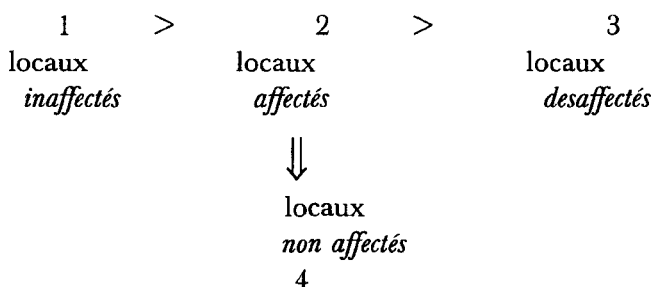 1 > 2 > 3
locaux locaux locaux
inaffectés affectés desaffectés
⇓
locaux
non affectés
4